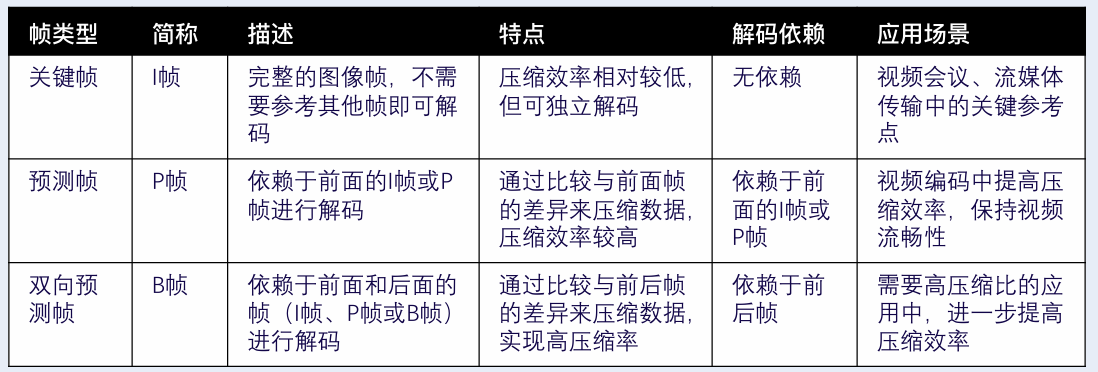 帧类型 简称 描述 特点 解码依赖 应用场景
关键帧 I帧 完整的图像帧，不需 压缩效率相对较低， 无依赖 视频会议、流媒体
要参考其他帧即可解 但可独立解码 传输中的关键参考
码 点
预测帧 P帧 依赖于前面的I帧或P 通过比较与前面帧 依赖于前 视频编码中提高压
帧进行解码 的差异来压缩数据， 面的I帧或 缩效率，保持视频
压缩效率较高 P帧 流畅性
双向预 B帧 依赖于前面和后面的 通过比较与前后帧 依赖于前 需要高压缩比的应
测帧 帧（I帧、P帧或B帧） 的差异来压缩数据， 后帧 用中，进一步提高
进行解码 实现高压缩率 压缩效率